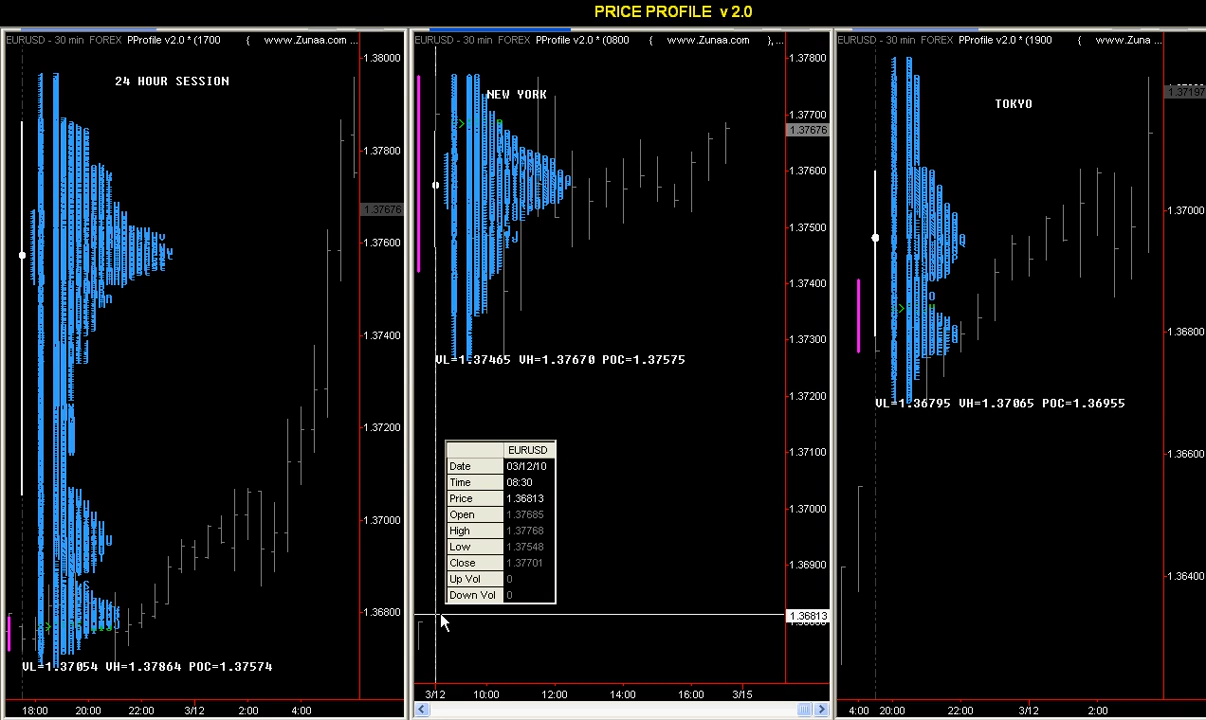 PRICE PROFILE v 2.0
EURUSD - 30 min FOREX PProfile v2.0 * (1700 { www.Zunaa.com ...
24 HOUR SESSION
1.38000
1.37800
1.37676
1.37600
1.37400
1.37200
1.37000
1.36800
VL=1.37054 VH=1.37864 POC=1.37574
18:00 20:00 22:00 3/12 2:00 4:00
EURUSD - 30 min FOREX PProfile v2.0 * (0800 { www.Zunaa.com }, ...
NEW YORK
1.37800
1.37700
1.37676
1.37600
1.37500
1.37400
1.37300
1.37200
1.37100
1.37000
1.36900
1.36813
VL=1.37465 VH=1.37670 POC=1.37575
EURUSD
Date 03/12/10
Time 08:30
Price 1.36813
Open 1.37685
High 1.37768
Low 1.37548
Close 1.37701
Up Vol 0
Down Vol 0
3/12 10:00 12:00 14:00 16:00 3/15
EURUSD - 30 min FOREX PProfile v2.0 * (1900 { www.Zunaa ...
TOKYO
1.37197
1.37000
1.36800
1.36600
1.36400
VL=1.36795 VH=1.37065 POC=1.36955
4:00 20:00 22:00 3/12 2:00